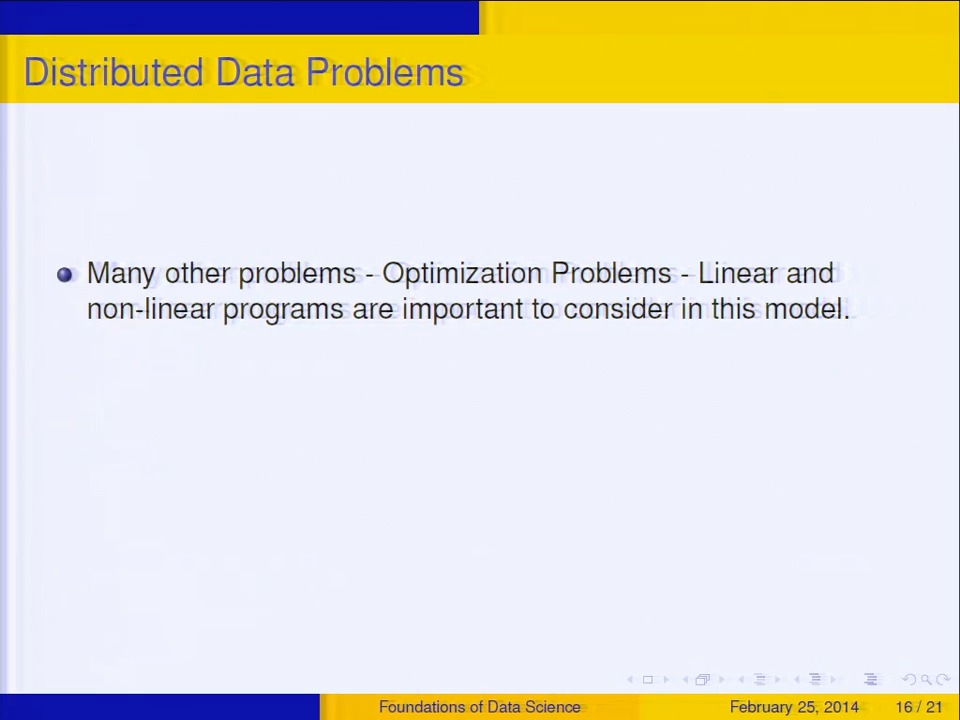 Distributed Data Problems
Many other problems - Optimization Problems - Linear and
non-linear programs are important to consider in this model.
Foundations of Data Science
February 25, 2014
16 / 21